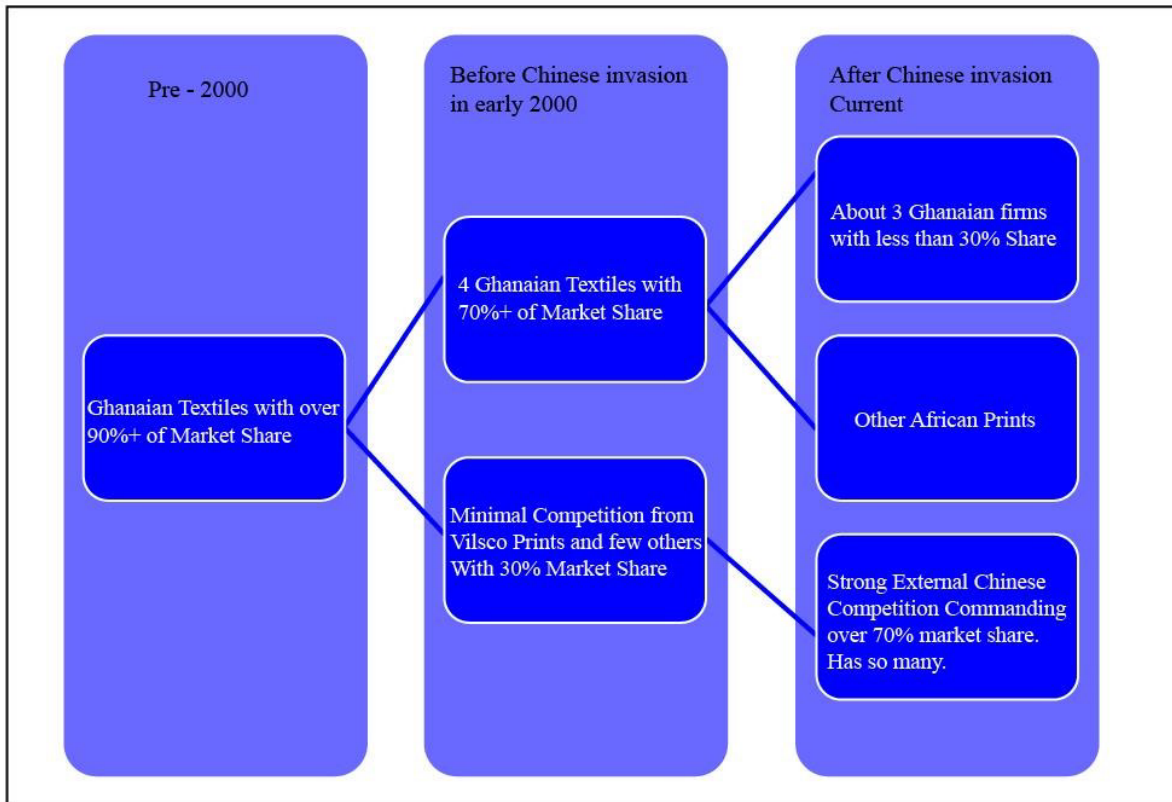 Pre - 2000
Ghanaian Textiles with over
90%+ of Market Share
Before Chinese invasion
in early 2000
4 Ghanaian Textiles with
70%+ of Market Share
Minimal Competition from
Vilsco Prints and few others
With 30% Market Share
After Chinese invasion
Current
About 3 Ghanaian firms
with less than 30% Share
Other African Prints
Strong External Chinese
Competition Commanding
over 70% market share.
Has so many.